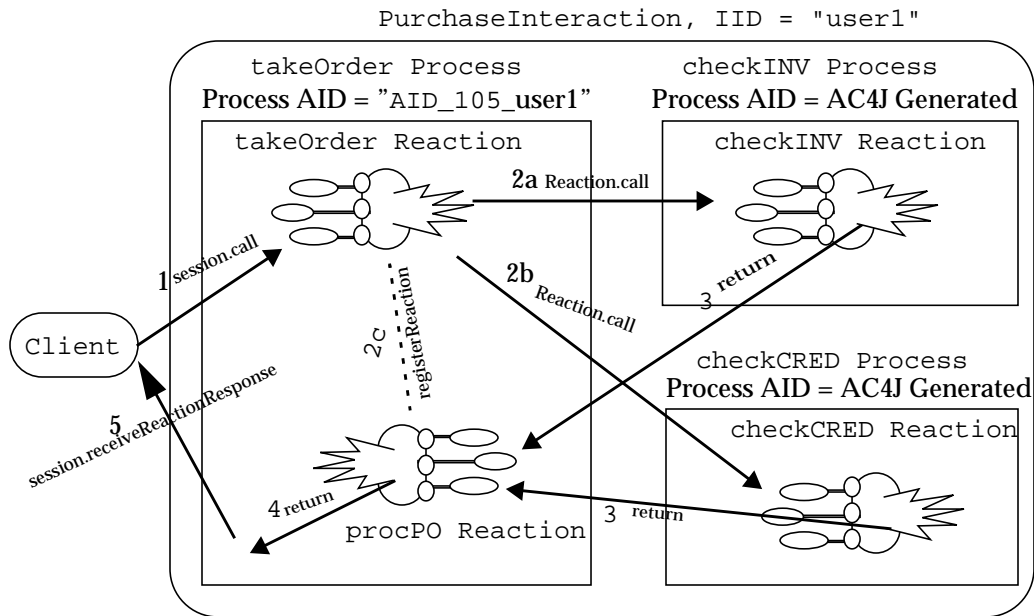 PurchaseInteraction, IID = "user1"
takeOrder Process
Process AID = "AID_105_user1"
takeOrder Reaction
checkINV Process
Process AID = AC4J Generated
checkINV Reaction
2a Reaction.call
1 session.call
2b Reaction.call
3 return
2c registerReaction
Client
checkCRED Process
Process AID = AC4J Generated
checkCRED Reaction
5 session.receiveReactionResponse
4 return
3 return
procPO Reaction